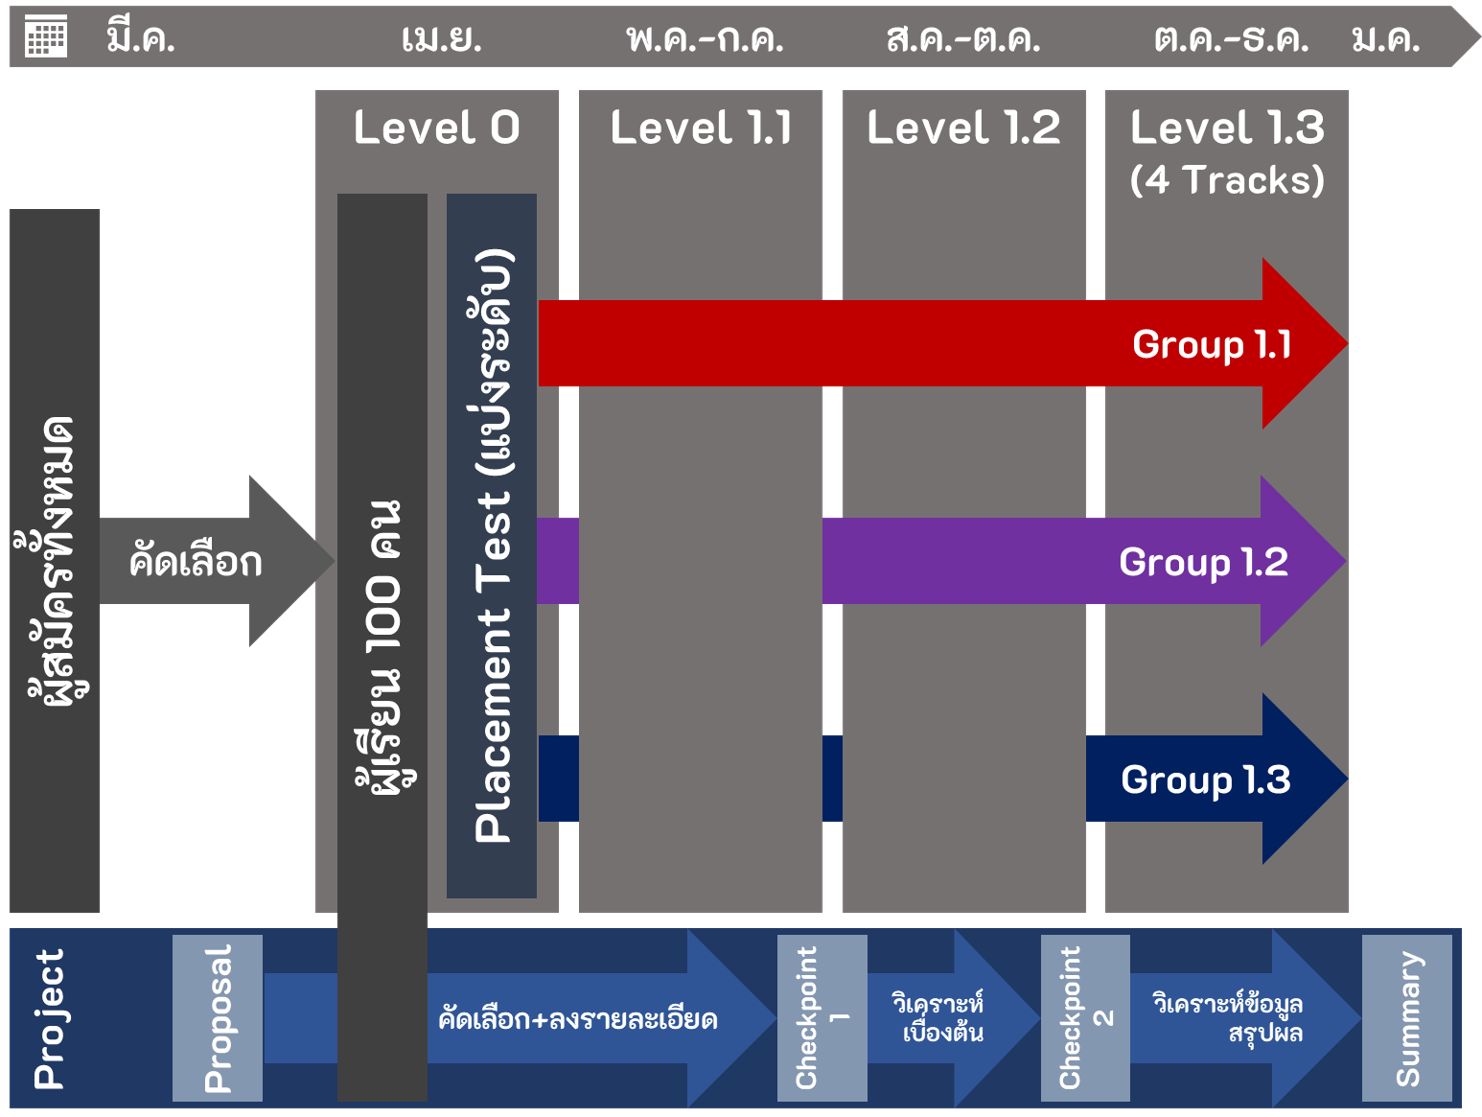 มี.ค.
เม.ย.
พ.ค.-ก.ค.
ส.ค.-ต.ค.
ต.ค.-ธ.ค.
ม.ค.
Level 0
Level 1.1
Level 1.2
Level 1.3
(4 Tracks)
ผู้สมัครทั้งหมด
คัดเลือก
ผู้เรียน 100 คน
Placement Test (แบ่งระดับ)
Group 1.1
Group 1.2
Group 1.3
Project
Proposal
คัดเลือก+ลงรายละเอียด
Checkpoint
1
วิเคราะห์
เบื่องต้น
Checkpoint
2
วิเคราะห์ข้อมูล
สรุปผล
Summary